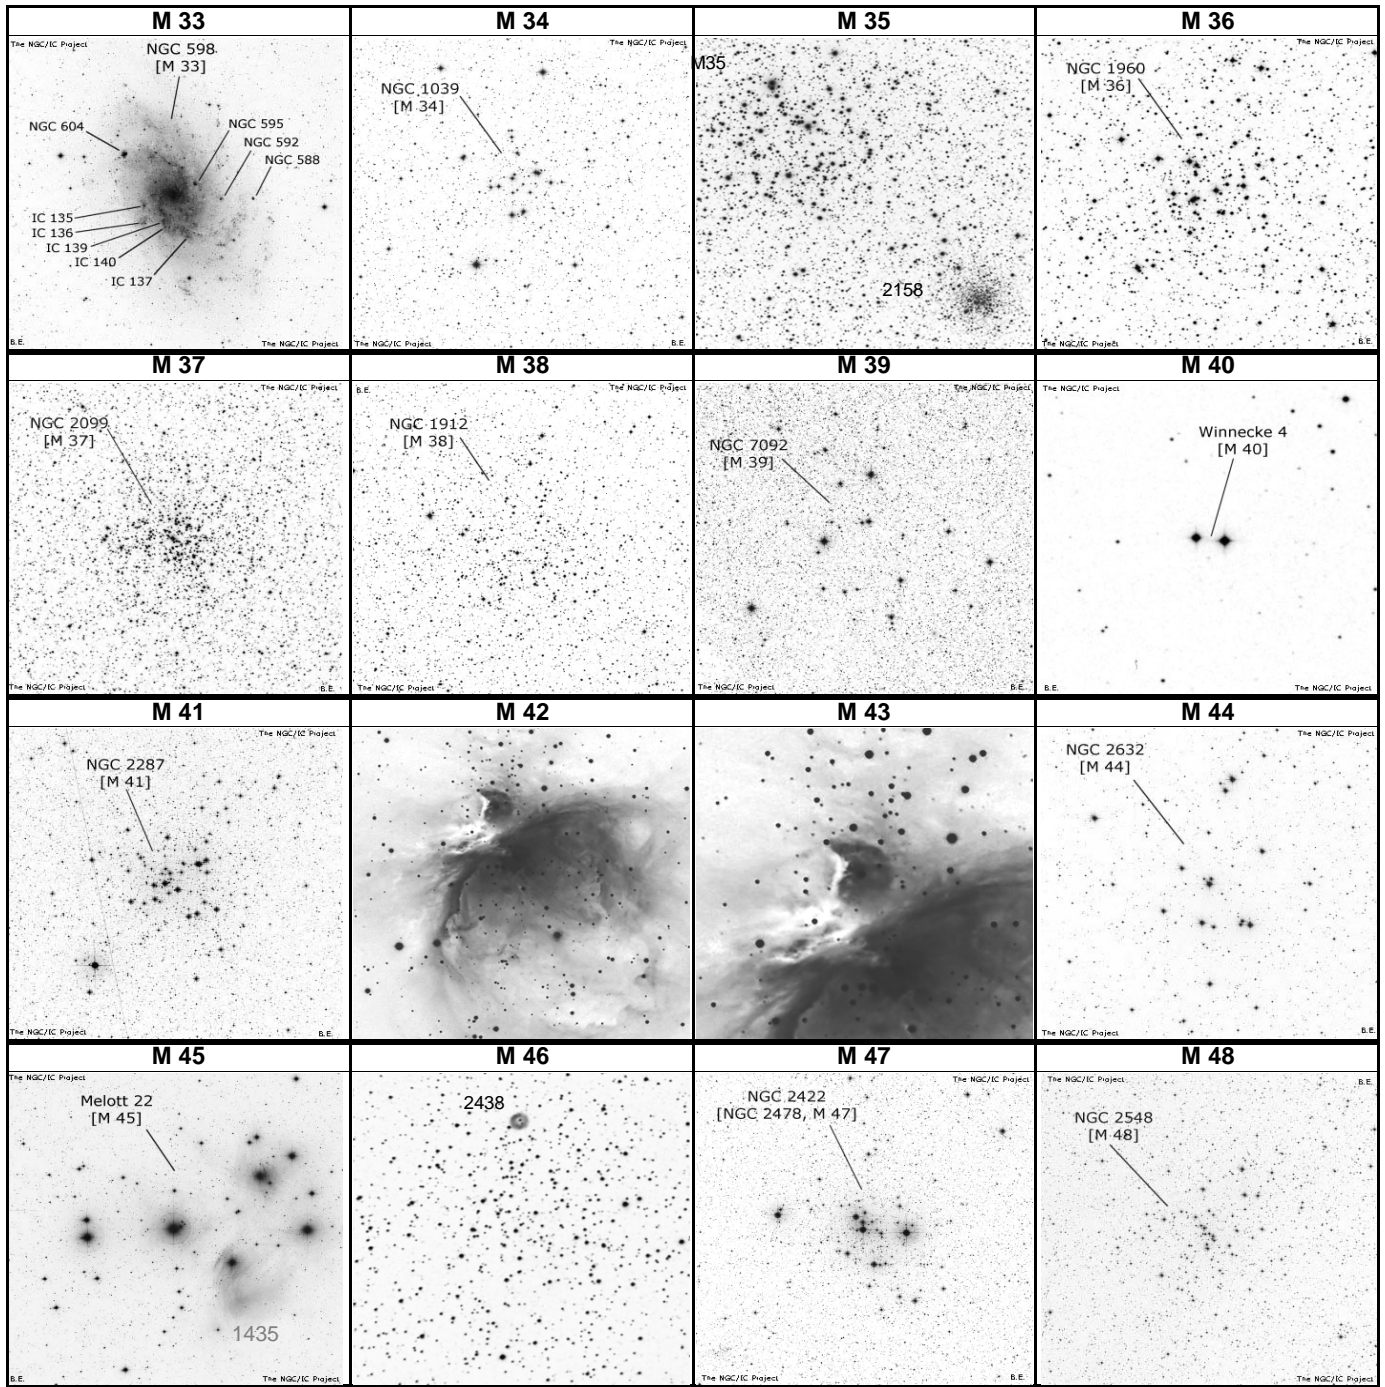 M 33
The NGC/IC Project
NGC 598
[M 33]
NGC 604
NGC 595
NGC 592
NGC 588
IC 135
IC 136
IC 139
IC 140
IC 137
B.E.
The NGC/IC Project
M 34
The NGC/IC Project
NGC 1039
[M 34]
The NGC/IC Project
B.E.
M 35
M35
2158
M 36
The NGC/IC Project
NGC 1960
[M 36]
The NGC/IC Project
B.E.
M 37
The NGC/IC Project
NGC 2099
[M 37]
The NGC/IC Project
B.E.
M 38
B.E.
The NGC/IC Project
NGC 1912
[M 38]
The NGC/IC Project
M 39
The NGC/IC Project
NGC 7092
[M 39]
The NGC/IC Project
B.E.
M 40
The NGC/IC Project
Winnecke 4
[M 40]
B.E.
The NGC/IC Project
M 41
The NGC/IC Project
NGC 2287
[M 41]
The NGC/IC Project
B.E.
M 42
M 43
M 44
The NGC/IC Project
NGC 2632
[M 44]
The NGC/IC Project
B.E.
M 45
The NGC/IC Project
Melott 22
[M 45]
1435
B.E.
The NGC/IC Project
M 46
2438
M 47
The NGC/IC Project
NGC 2422
[NGC 2478, M 47]
The NGC/IC Project
B.E.
M 48
The NGC/IC Project
B.E.
NGC 2548
[M 48]
The NGC/IC Project